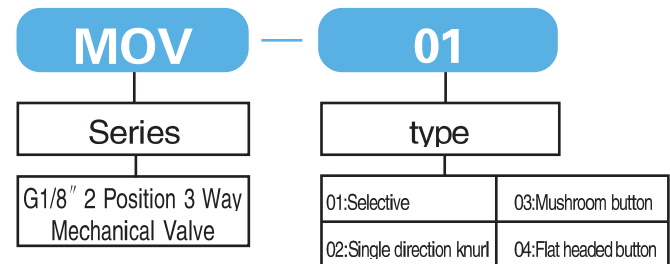 MOV — 01
Series
type
G1/8″ 2 Position 3 Way
Mechanical Valve
01:Selective
03:Mushroom button
02:Single direction knurl
04:Flat headed button